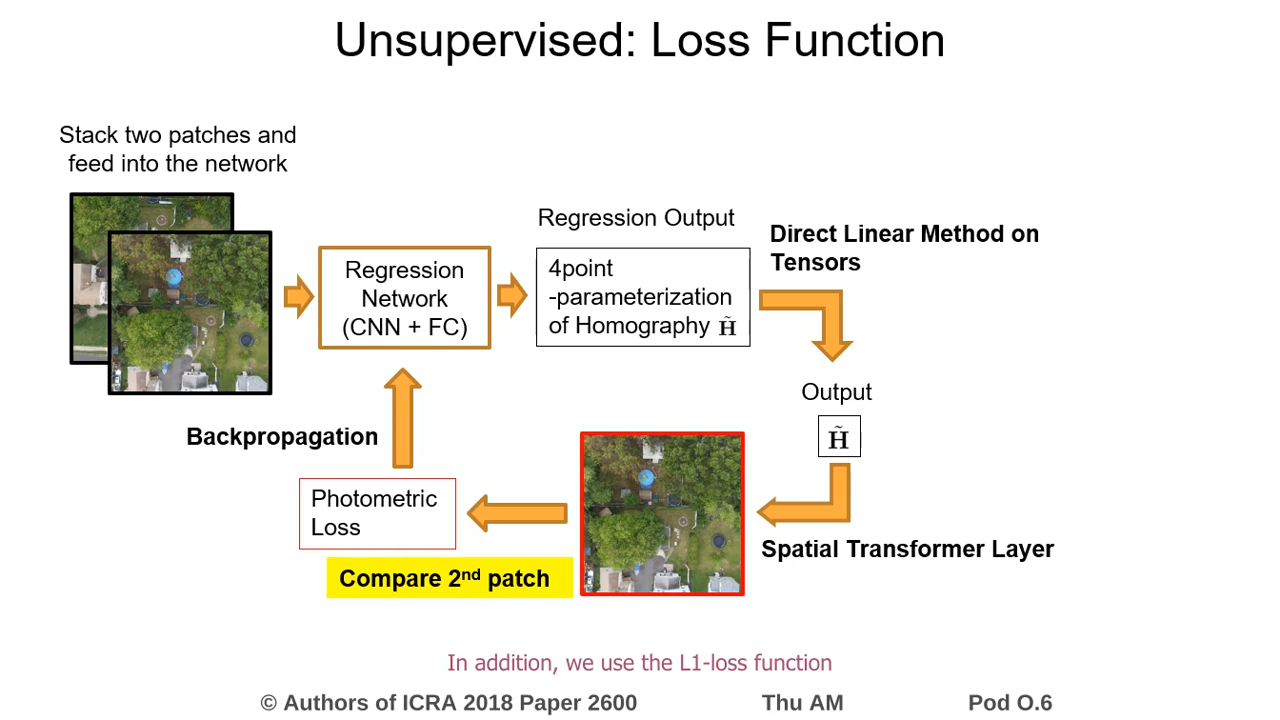 Unsupervised: Loss Function
Stack two patches and
feed into the network
Regression
Network
(CNN + FC)
Regression Output
4point
-parameterization
of Homography H̃
Direct Linear Method on
Tensors
Output
H̃
Spatial Transformer Layer
Backpropagation
Photometric
Loss
Compare 2nd patch
In addition, we use the L1-loss function
© Authors of ICRA 2018 Paper 2600 Thu AM Pod O.6